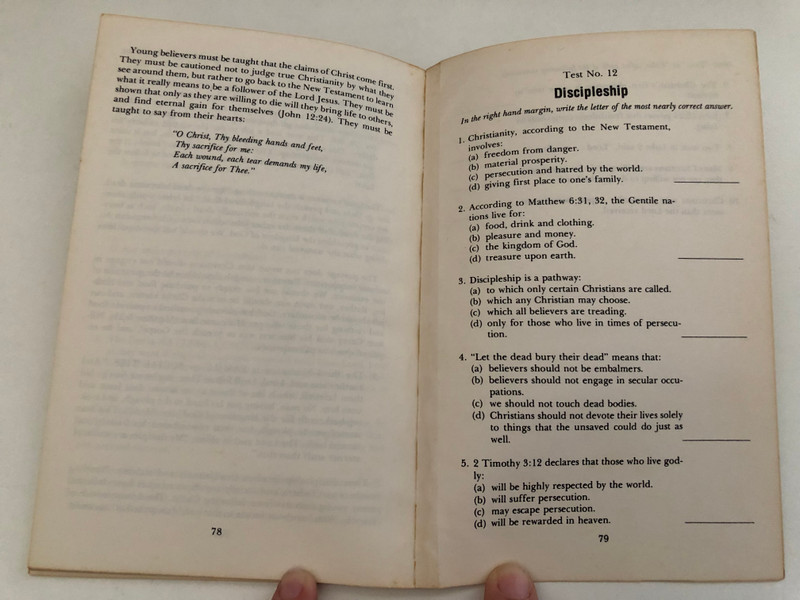 Young believers must be taught that the claims of Christ come first.
They must be cautioned not to judge true Christianity by what they
see around them, but rather to go back to the New Testament to learn
what it really means to be a follower of the Lord Jesus. They must be
shown that only as they are willing to die will they bring life to others,
and find eternal gain for themselves (John 12:24). They must be
taught to say from their hearts:
"O Christ, Thy bleeding hands and feet,
Thy sacrifice for me:
Each wound, each tear demands my life,
A sacrifice for Thee."
78
Test No. 12
Discipleship
In the right hand margin, write the letter of the most nearly correct answer.
1. Christianity, according to the New Testament,
involves:
(a) freedom from danger.
(b) material prosperity.
(c) persecution and hatred by the world.
(d) giving first place to one's family.
2. According to Matthew 6:31, 32, the Gentile na-
tions live for:
(a) food, drink and clothing.
(b) pleasure and money.
(c) the kingdom of God.
(d) treasure upon earth.
3. Discipleship is a pathway:
(a) to which only certain Christians are called.
(b) which any Christian may choose.
(c) which all believers are treading.
(d) only for those who live in times of persecu-
tion.
4. "Let the dead bury their dead" means that:
(a) believers should not be embalmers.
(b) believers should not engage in secular occu-
pations.
(c) we should not touch dead bodies.
(d) Christians should not devote their lives solely
to things that the unsaved could do just as
well.
5. 2 Timothy 3:12 declares that those who live god-
ly:
(a) will be highly respected by the world.
(b) will suffer persecution.
(c) may escape persecution.
(d) will be rewarded in heaven.
79